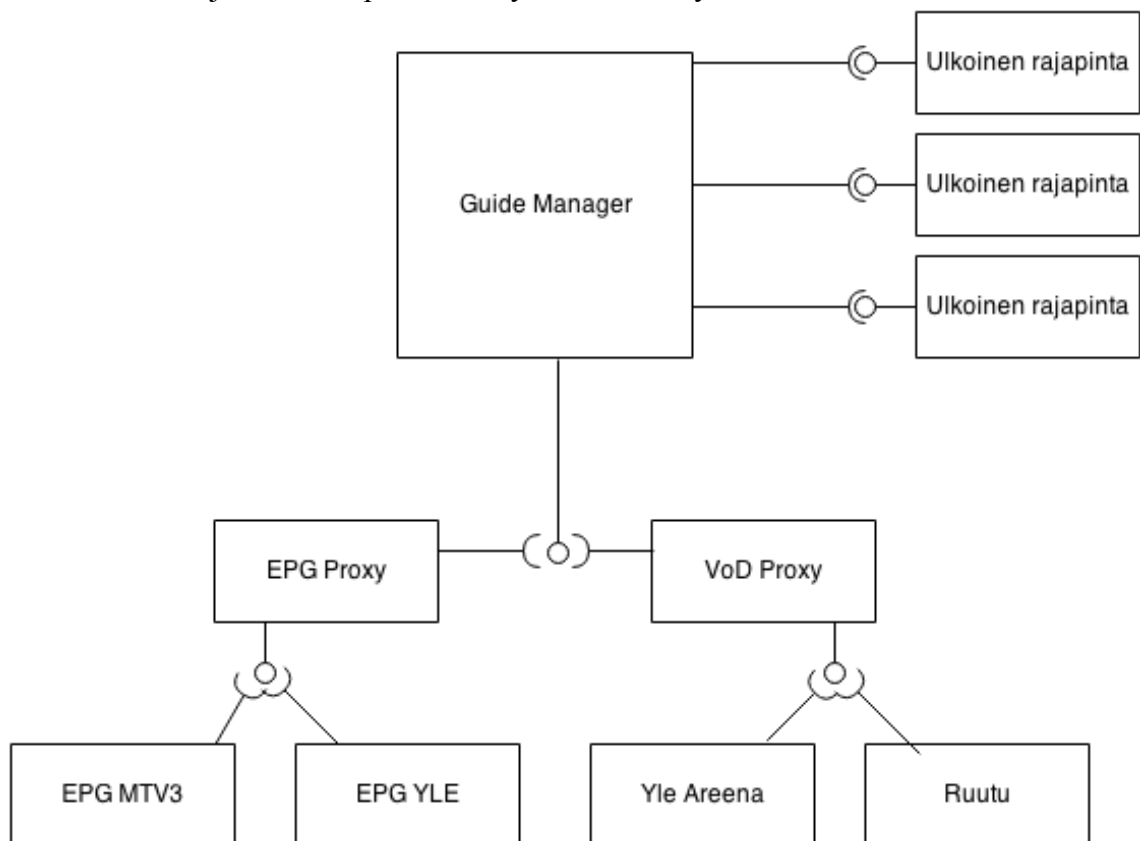 Ulkoinen rajapinta
Guide Manager
Ulkoinen rajapinta
Ulkoinen rajapinta
EPG Proxy
VoD Proxy
EPG MTV3
EPG YLE
Yle Areena
Ruutu